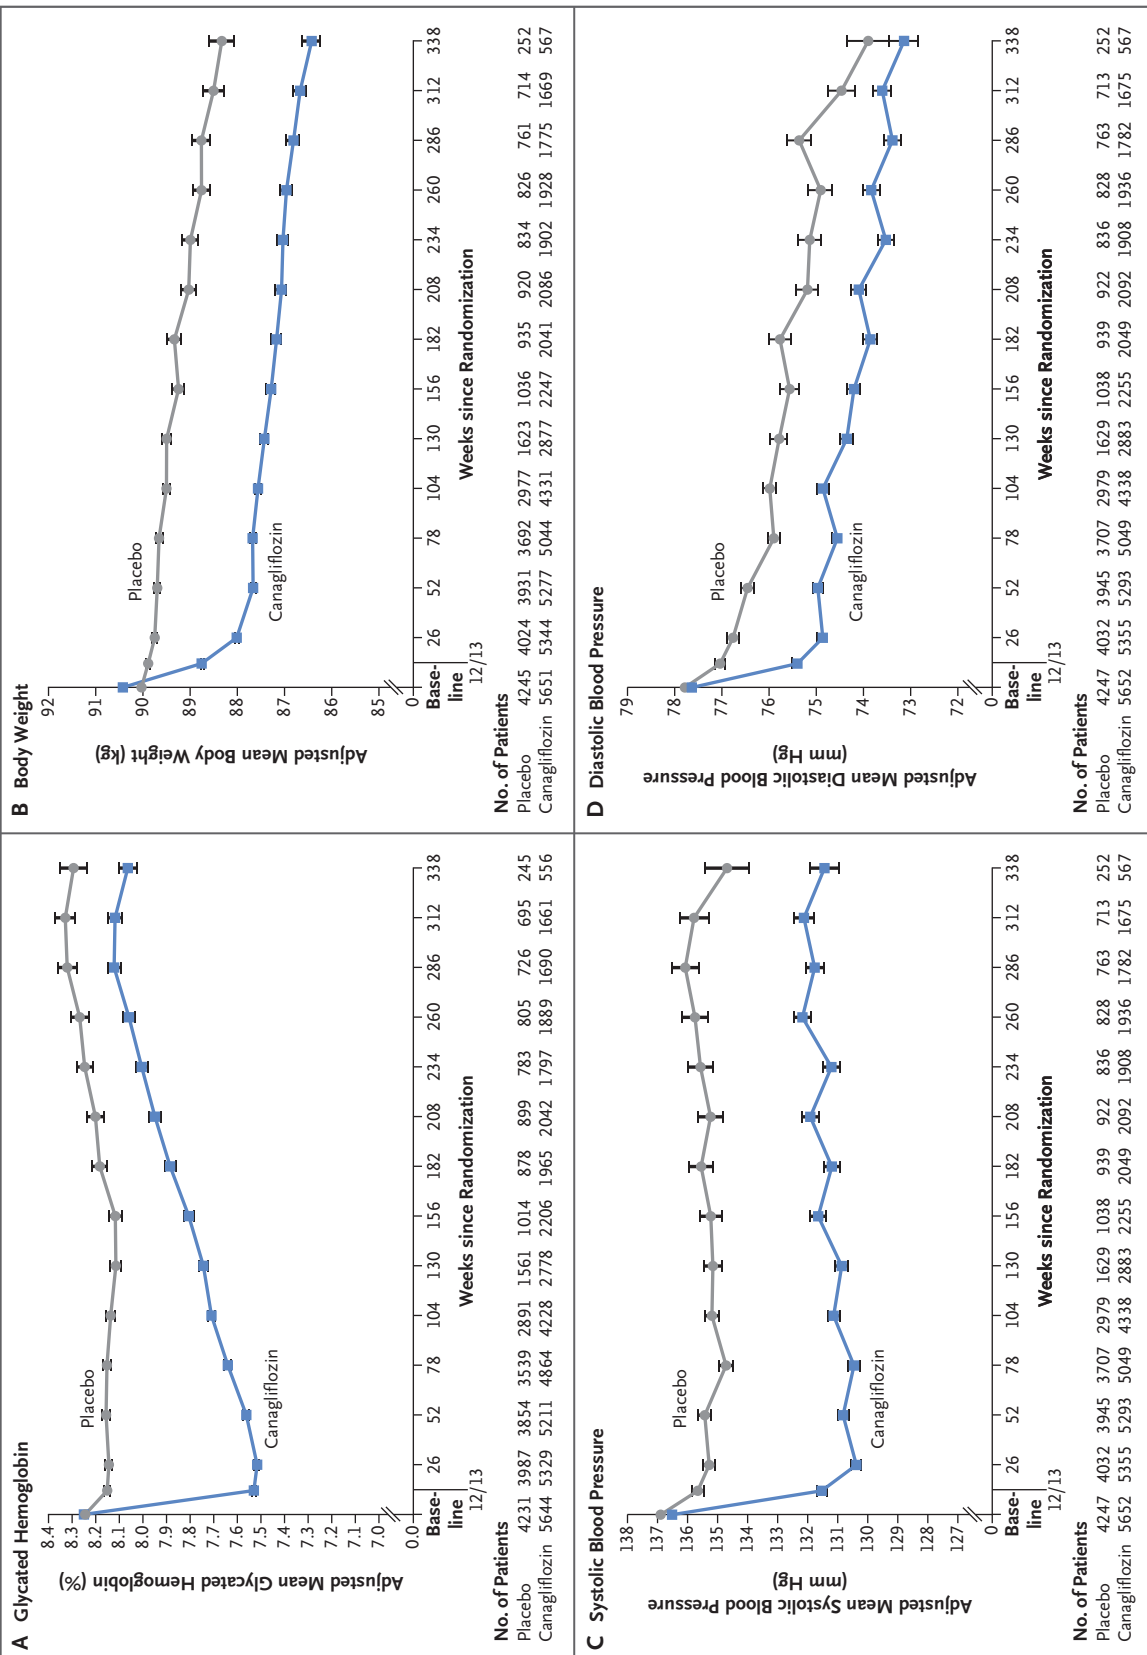 A Glycated Hemoglobin
Adjusted Mean Glycated Hemoglobin (%)
8.4
8.3
8.2
8.1
8.0
7.9
7.8
7.7
7.6
7.5
7.4
7.3
7.2
7.1
7.0
0.0
Placebo
Canagliflozin
Base-line 12/13 26 52 78 104 130 156 182 208 234 260 286 312 338
Weeks since Randomization
No. of Patients
Placebo 4231 3987 3854 3539 2891 1561 1014 878 899 783 805 726 695 245
Canagliflozin 5644 5329 5211 4864 4228 2778 2206 1965 2042 1797 1889 1690 1661 556
B Body Weight
Adjusted Mean Body Weight (kg)
92
91
90
89
88
87
86
85
0
Placebo
Canagliflozin
Base-line 12/13 26 52 78 104 130 156 182 208 234 260 286 312 338
Weeks since Randomization
No. of Patients
Placebo 4245 4024 3931 3692 2977 1623 1036 935 920 834 826 761 714 252
Canagliflozin 5651 5344 5277 5044 4331 2877 2247 2041 2086 1902 1928 1775 1669 567
C Systolic Blood Pressure
Adjusted Mean Systolic Blood Pressure
(mm Hg)
138
137
136
135
134
133
132
131
130
129
128
127
0
Placebo
Canagliflozin
Base-line 12/13 26 52 78 104 130 156 182 208 234 260 286 312 338
Weeks since Randomization
No. of Patients
Placebo 4247 4032 3945 3707 2979 1629 1038 939 922 836 828 763 713 252
Canagliflozin 5652 5355 5293 5049 4338 2883 2255 2049 2092 1908 1936 1782 1675 567
D Diastolic Blood Pressure
Adjusted Mean Diastolic Blood Pressure
(mm Hg)
79
78
77
76
75
74
73
72
0
Placebo
Canagliflozin
Base-line 12/13 26 52 78 104 130 156 182 208 234 260 286 312 338
Weeks since Randomization
No. of Patients
Placebo 4247 4032 3945 3707 2979 1629 1038 939 922 836 828 763 713 252
Canagliflozin 5652 5355 5293 5049 4338 2883 2255 2049 2092 1908 1936 1782 1675 567